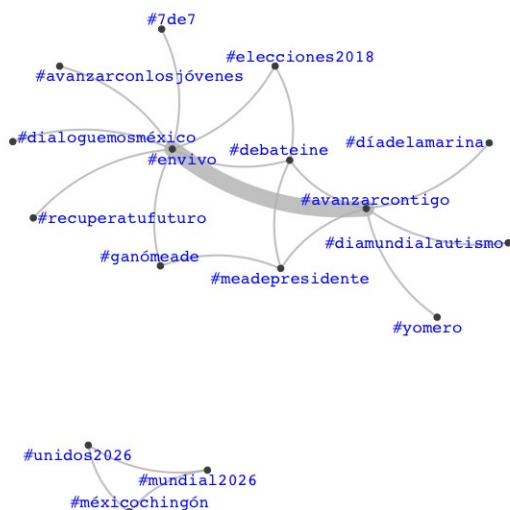 #7de7
#elecciones2018
#avanzarconlosjóvenes
#dialoguemosméxico
#díadelamarina
#debateine
#envivo
#avanzarcontigo
#recuperatufuturo
#diamundialautismo
#ganómeade
#meadepresidente
#yomero
#unidos2026
#mundial2026
#méxicochingón